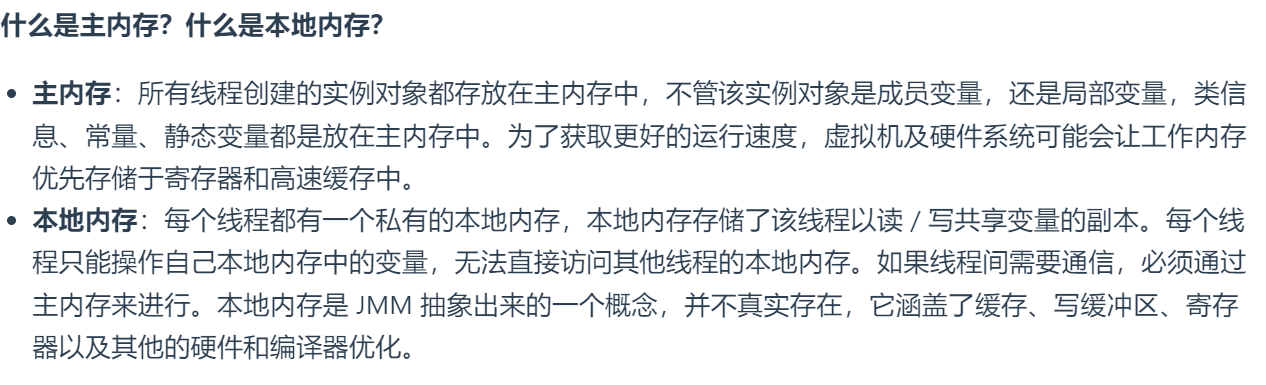 什么是主内存？什么是本地内存？
• 主内存：所有线程创建的实例对象都存放在主内存中，不管该实例对象是成员变量，还是局部变量，类信
息、常量、静态变量都是放在主内存中。为了获取更好的运行速度，虚拟机及硬件系统可能会让工作内存
优先存储于寄存器和高速缓存中。
• 本地内存：每个线程都有一个私有的本地内存，本地内存存储了该线程以读 / 写共享变量的副本。每个线
程只能操作自己本地内存中的变量，无法直接访问其他线程的本地内存。如果线程间需要通信，必须通过
主内存来进行。本地内存是 JMM 抽象出来的一个概念，并不真实存在，它涵盖了缓存、写缓冲区、寄存
器以及其他的硬件和编译器优化。